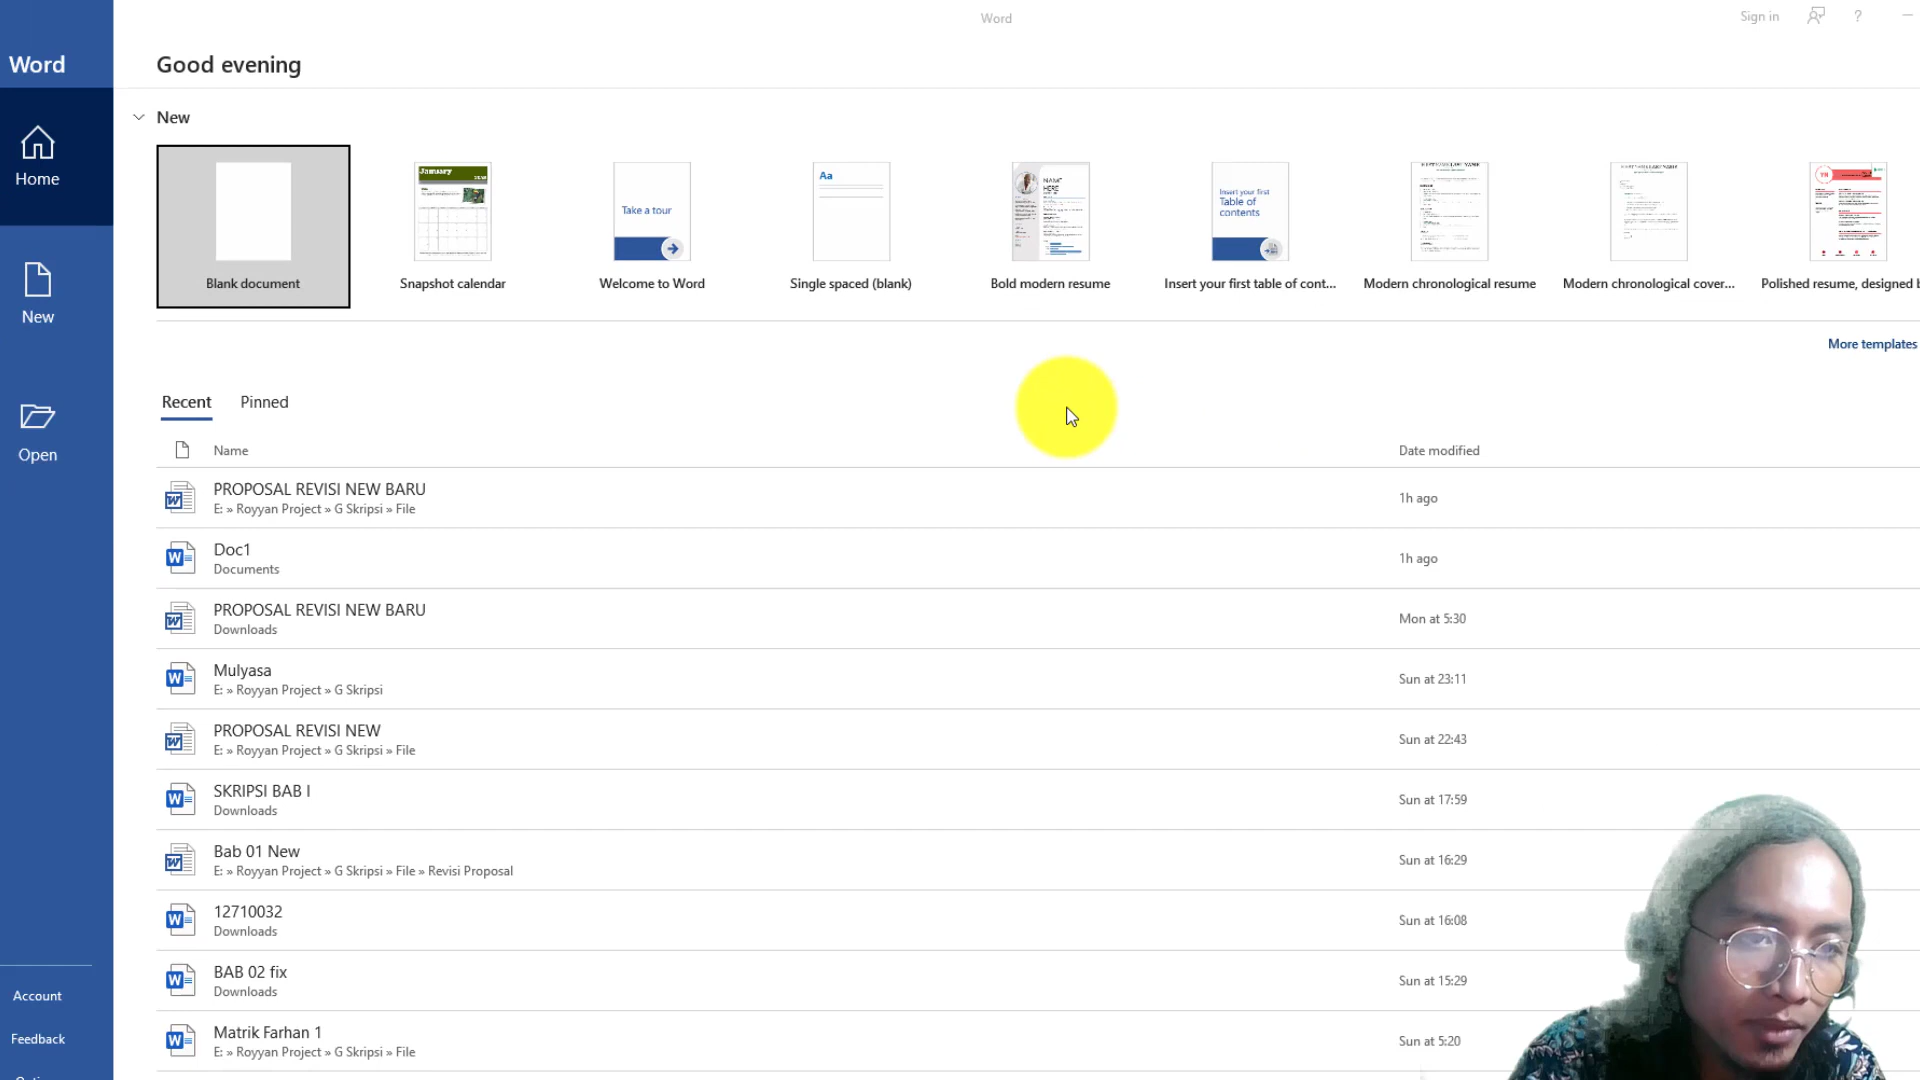 Word
Sign in
?
Word
Good evening
Home
New
Open
Account
Feedback
New
January
Take a tour
Aa
NAME
HERE
Insert your first
Table of
contents
YN
Blank document
Snapshot calendar
Welcome to Word
Single spaced (blank)
Bold modern resume
Insert your first table of cont...
Modern chronological resume
Modern chronological cover...
Polished resume, designed b
More templates
Recent
Pinned
Name
Date modified
PROPOSAL REVISI NEW BARU
E: » Royyan Project » G Skripsi » File
1h ago
Doc1
Documents
1h ago
PROPOSAL REVISI NEW BARU
Downloads
Mon at 5:30
Mulyasa
E: » Royyan Project » G Skripsi
Sun at 23:11
PROPOSAL REVISI NEW
E: » Royyan Project » G Skripsi » File
Sun at 22:43
SKRIPSI BAB I
Downloads
Sun at 17:59
Bab 01 New
E: » Royyan Project » G Skripsi » File » Revisi Proposal
Sun at 16:29
12710032
Downloads
Sun at 16:08
BAB 02 fix
Downloads
Sun at 15:29
Matrik Farhan 1
E: » Royyan Project » G Skripsi » File
Sun at 5:20